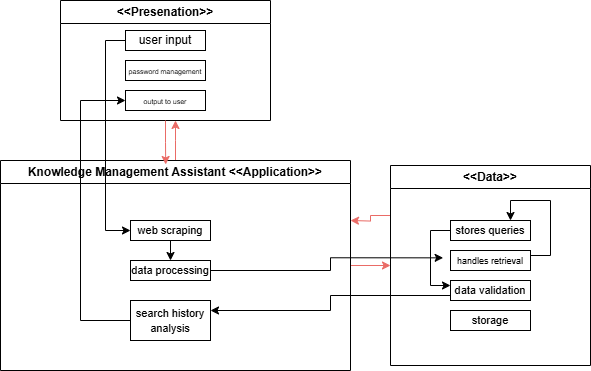 <<Presenation>>
user input
password management
output to user
Knowledge Management Assistant <<Application>>
web scraping
data processing
search history
analysis
<<Data>>
stores queries
handles retrieval
data validation
storage